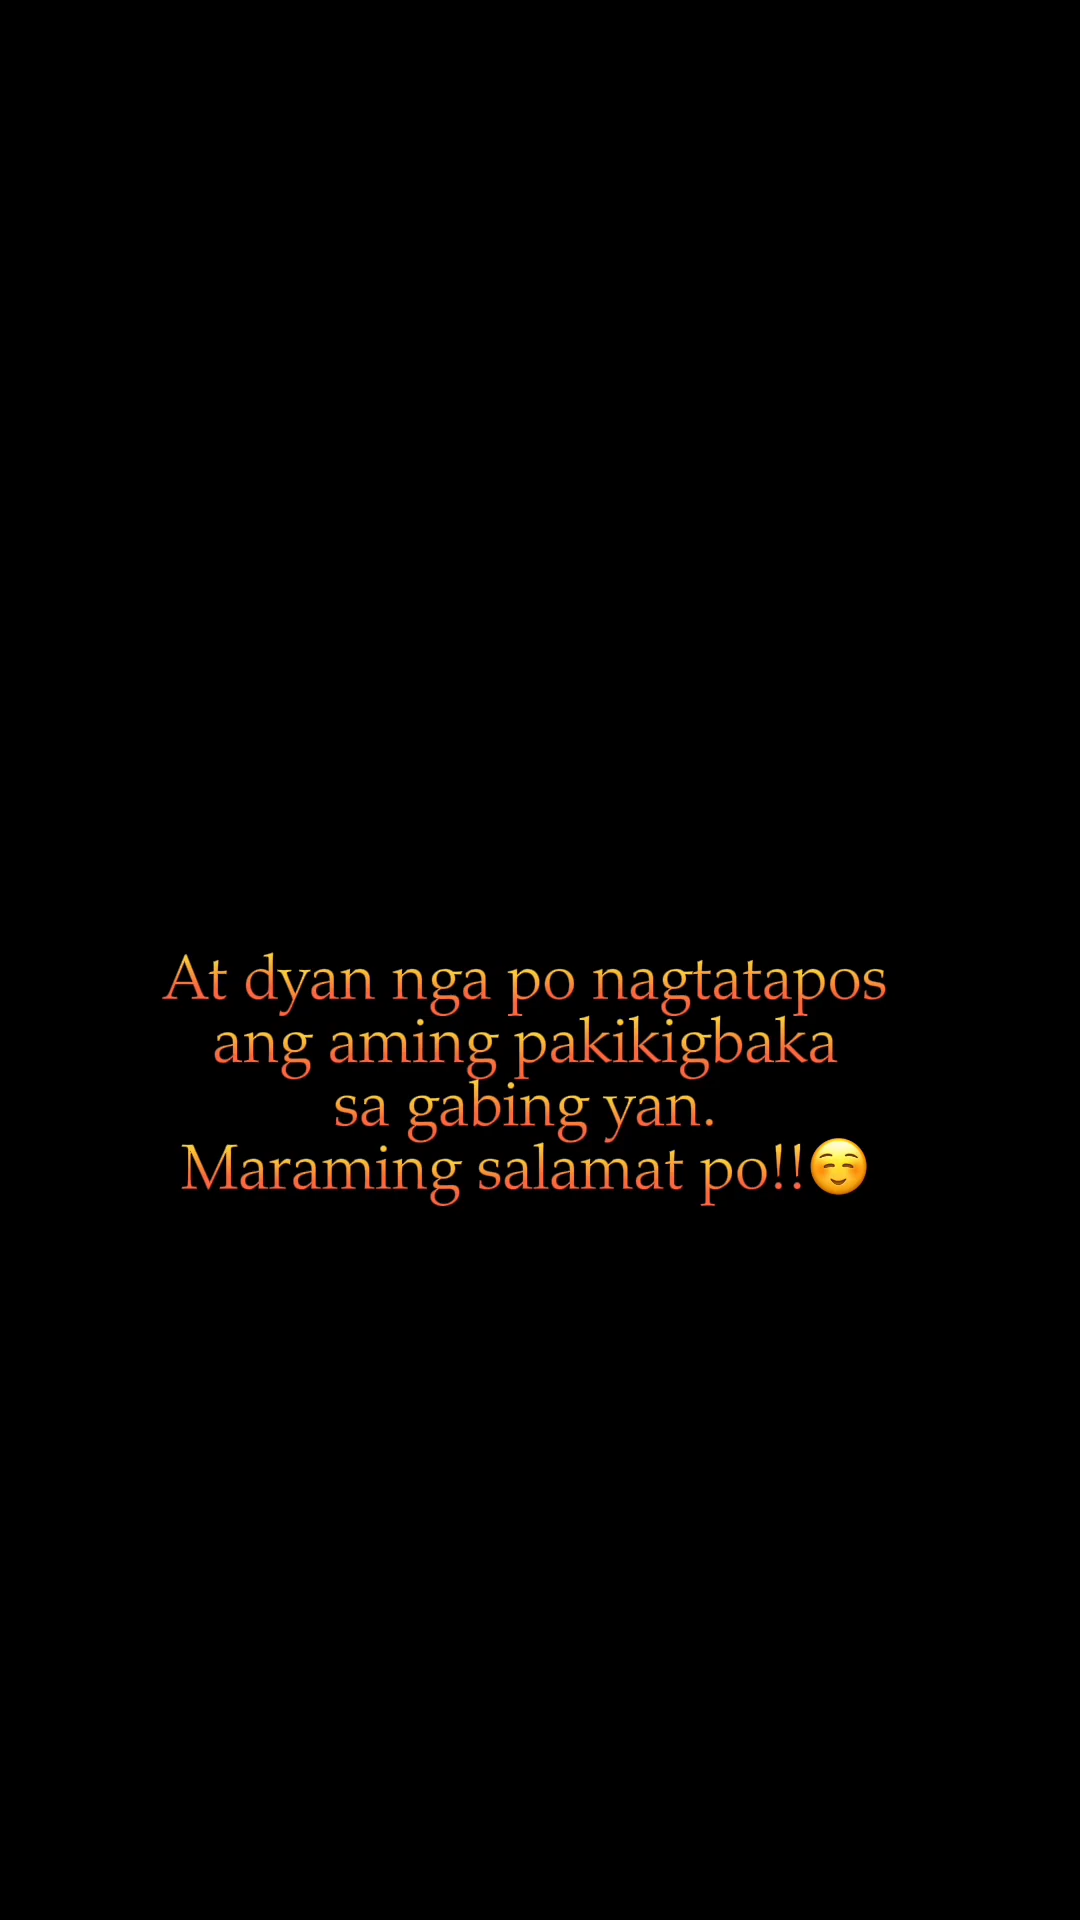 At dyan nga po nagtatapos
ang aming pakikigbaka
sa gabing yan.
Maraming salamat po!!☺️